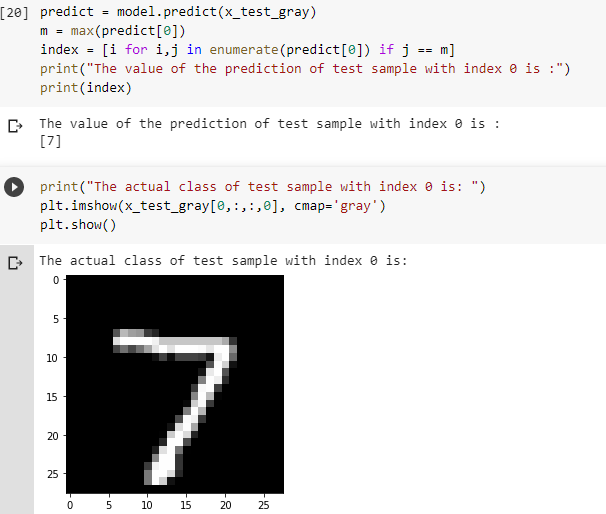 [20] predict = model.predict(x_test_gray)
m = max(predict[0])
index = [i for i,j in enumerate(predict[0]) if j == m]
print("The value of the prediction of test sample with index 0 is :")
print(index)
The value of the prediction of test sample with index 0 is :
[7]
print("The actual class of test sample with index 0 is: ")
plt.imshow(x_test_gray[0,:,:,0], cmap='gray')
plt.show()
The actual class of test sample with index 0 is:
0
5
10
15
20
25
7
0 5 10 15 20 25